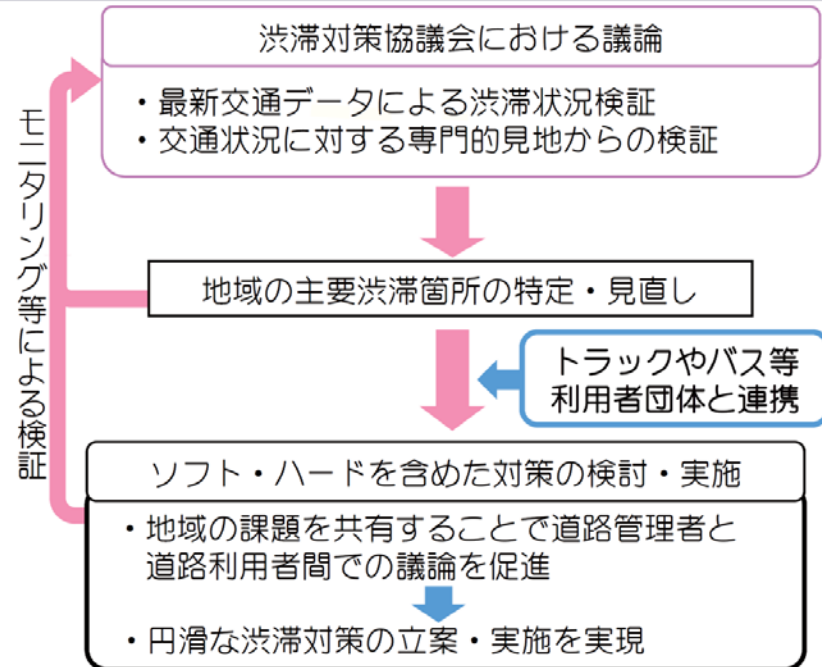 渋滞対策協議会における議論
・最新交通データによる渋滞状況検証
・交通状況に対する専門的見地からの検証
モニタリング等による検証
地域の主要渋滞箇所の特定・見直し
トラックやバス等
利用者団体と連携
ソフト・ハードを含めた対策の検討・実施
・地域の課題を共有することで道路管理者と
道路利用者間での議論を促進
・円滑な渋滞対策の立案・実施を実現